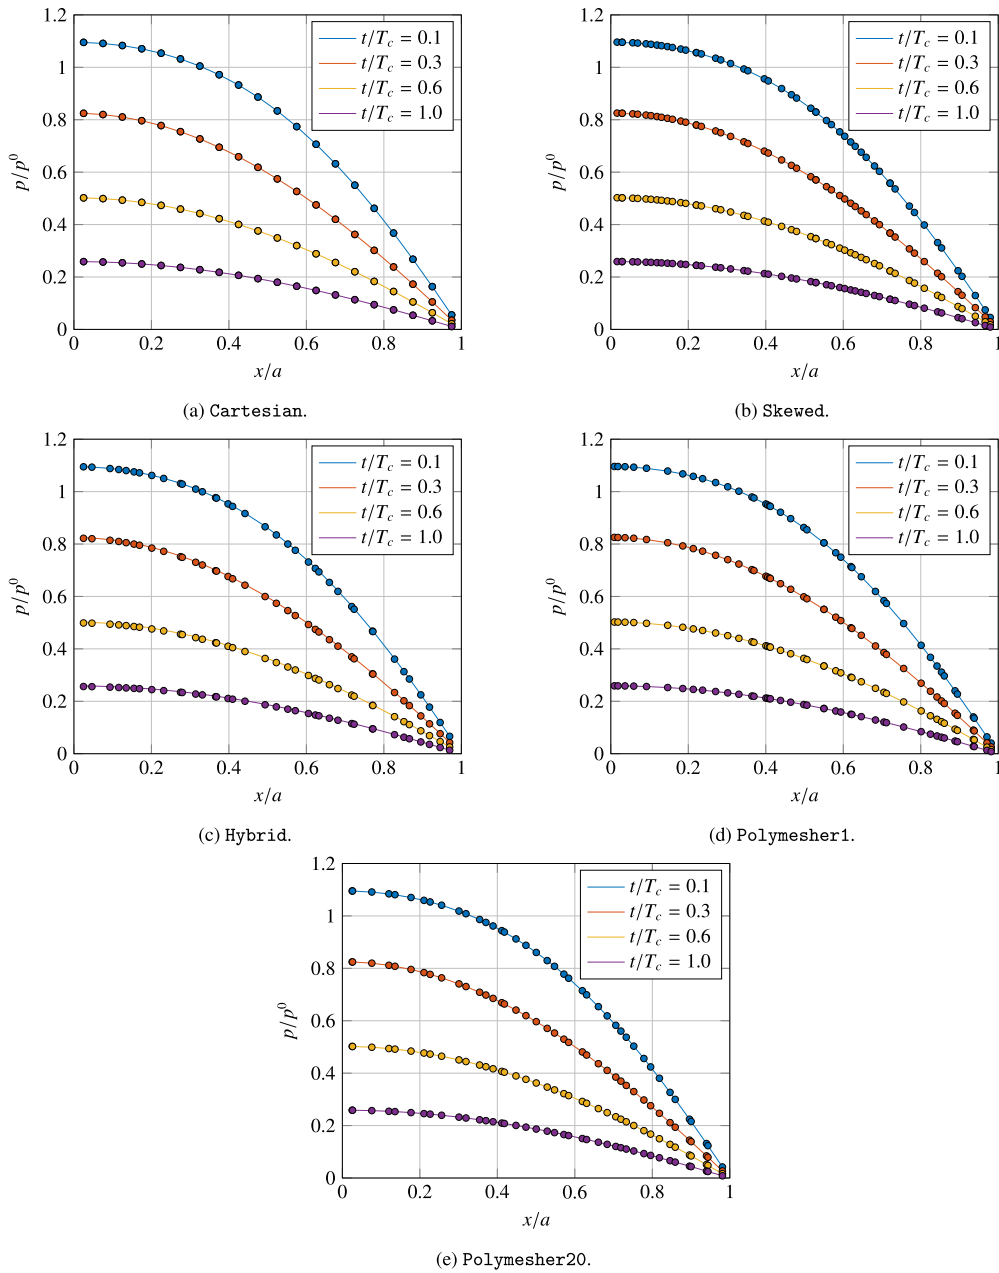 0
0.2
0.4
0.6
0.8
1
1.2
p/p⁰
t/T_c = 0.1
t/T_c = 0.3
t/T_c = 0.6
t/T_c = 1.0
0
0.2
0.4
0.6
0.8
1
x/a
(a) Cartesian.
0
0.2
0.4
0.6
0.8
1
1.2
p/p⁰
t/T_c = 0.1
t/T_c = 0.3
t/T_c = 0.6
t/T_c = 1.0
0
0.2
0.4
0.6
0.8
1
x/a
(b) Skewed.
0
0.2
0.4
0.6
0.8
1
1.2
p/p⁰
t/T_c = 0.1
t/T_c = 0.3
t/T_c = 0.6
t/T_c = 1.0
0
0.2
0.4
0.6
0.8
1
x/a
(c) Hybrid.
0
0.2
0.4
0.6
0.8
1
1.2
p/p⁰
t/T_c = 0.1
t/T_c = 0.3
t/T_c = 0.6
t/T_c = 1.0
0
0.2
0.4
0.6
0.8
1
x/a
(d) Polymesher1.
0
0.2
0.4
0.6
0.8
1
1.2
p/p⁰
t/T_c = 0.1
t/T_c = 0.3
t/T_c = 0.6
t/T_c = 1.0
0
0.2
0.4
0.6
0.8
1
x/a
(e) Polymesher20.